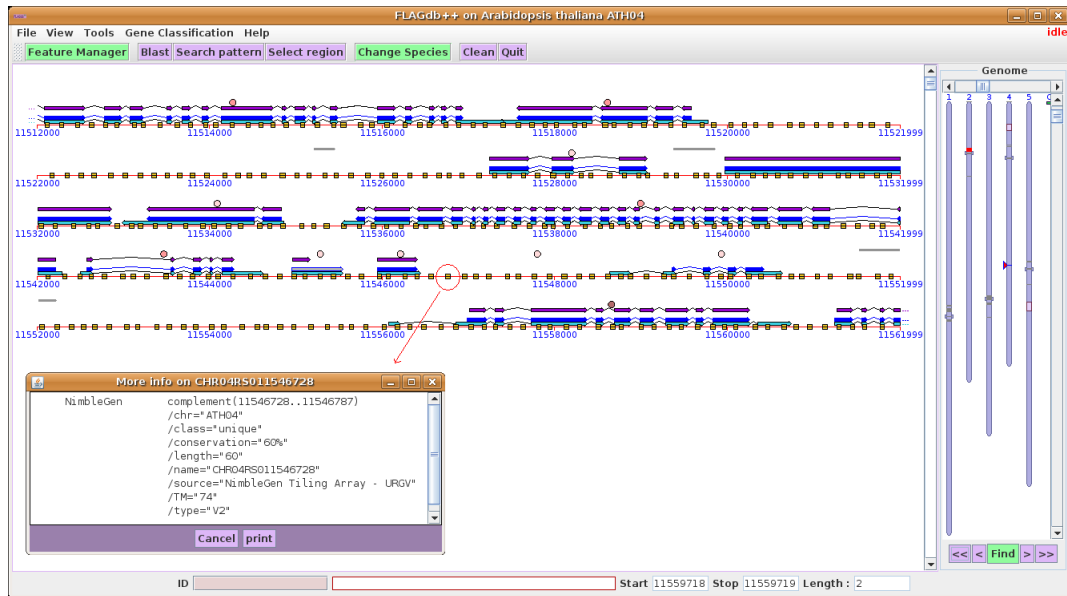 FLAGdb++ on Arabidopsis thaliana ATH04
File View Tools Gene Classification Help idle
Feature Manager Blast Search pattern Select region Change Species Clean Quit
Genome
1 2 3 4 5
11512000 11514000 11516000 11518000 11520000 11521999
11522000 11524000 11526000 11528000 11530000 11531999
11532000 11534000 11536000 11538000 11540000 11541999
11542000 11544000 11546000 11548000 11550000 11551999
11552000 11554000 11556000 11558000 11560000 11561999
More info on CHR04RS011546728
NimbleGen complement(11546728..11546787)
/chr="ATH04"
/class="unique"
/conservation="60%"
/length="60"
/name="CHR04RS011546728"
/source="NimbleGen Tiling Array - URGV"
/TM="74"
/type="V2"
Cancel print
<< < Find > >>
ID Start 11559718 Stop 11559719 Length : 2